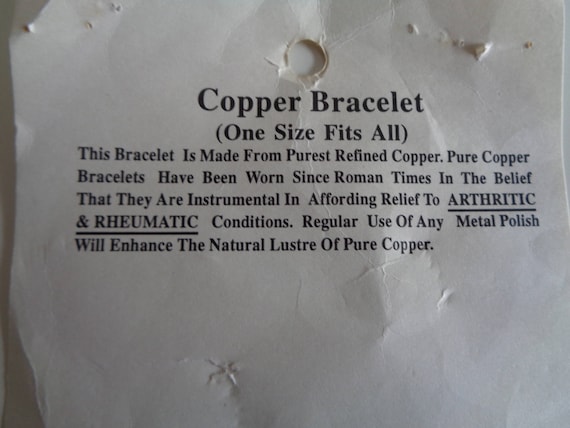 Copper Bracelet
(One Size Fits All)
This Bracelet Is Made From Purest Refined Copper. Pure Copper
Bracelets Have Been Worn Since Roman Times In The Belief
That They Are Instrumental In Affording Relief To ARTHRITIC
& RHEUMATIC Conditions. Regular Use Of Any Metal Polish
Will Enhance The Natural Lustre Of Pure Copper.